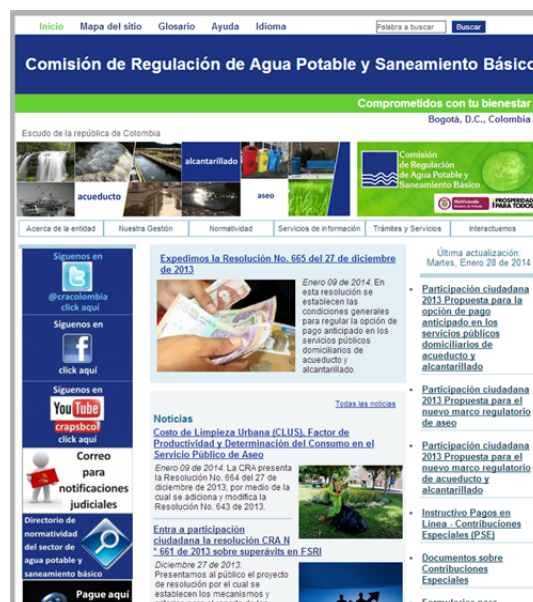 Inicio Mapa del sitio Glosario Ayuda Idioma Palabra a buscar Buscar
Comisión de Regulación de Agua Potable y Saneamiento Básico
Comprometidos con tu bienestar
Bogotá, D.C., Colombia
Escudo de la república de Colombia
alcantarillado
acueducto
aseo
Comisión
de Regulación
de Agua Potable y
Saneamiento Básico
MinVivienda
PROSPERIDAD
PARA TODOS
Acerca de la entidad Nuestra Gestión Normatividad Servicios de información Trámites y Servicios Interactuemos
Síguenos en
@cracolombia
click aquí
Síguenos en
click aquí
Síguenos en
You Tube
crapsbcol
click aquí
Correo
para
notificaciones
judiciales
Directorio de
normatividad
del sector de
agua potable y
saneamiento básico
Pague aquí
Expedimos la Resolución No. 665 del 27 de diciembre
de 2013
Enero 09 de 2014. En
esta resolución se
establecen las
condiciones generales
para regular la opción de
pago anticipado en los
servicios públicos
domiciliarios de
acueducto y
alcantarillado.
Todas las noticias
Noticias
Costo de Limpieza Urbana (CLUS), Factor de
Productividad y Determinación del Consumo en el
Servicio Público de Aseo
Enero 09 de 2014. La CRA presenta
la Resolución No. 664 del 27 de
diciembre de 2013, por medio de la
cual se adiciona y modifica la
Resolución No. 643 de 2013.
Entra a participación
ciudadana la resolución CRA N
° 661 de 2013 sobre superávits en FSRI
Diciembre 27 de 2013.
Presentamos al público el proyecto
de resolución por el cual se
establecen los mecanismos y
Última actualización:
Martes, Enero 28 de 2014
Participación ciudadana
2013 Propuesta para la
opción de pago
anticipado en los
servicios públicos
domiciliarios de
acueducto y
alcantarillado
Participación ciudadana
2013 Propuesta para el
nuevo marco regulatorio
de aseo
Participación ciudadana
2013 Propuesta para el
nuevo marco regulatorio
de acueducto y
alcantarillado
Instructivo Pagos en
Línea - Contribuciones
Especiales (PSE)
Documentos sobre
Contribuciones
Especiales
Formularios para